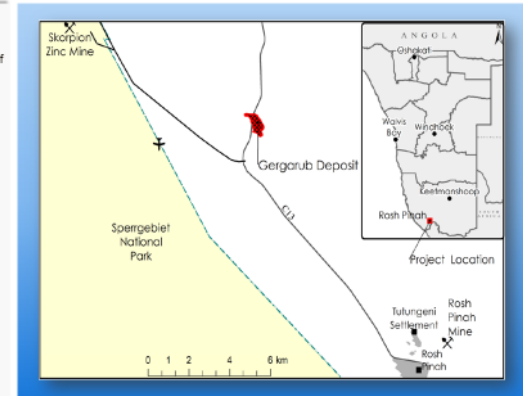 f
Skorpion
Zinc Mine
Gergarub Deposit
C13
Sperrgebiet
National
Park
0 1 2 4 6 km
Tutungeni
Settlement
Rosh
Pinah
Mine
Rosh
Pinah
ANGOLA
N
Oshakati
Walvis
Bay
Windhoek
Keetmanshoop
Rosh Pinah
Project Location